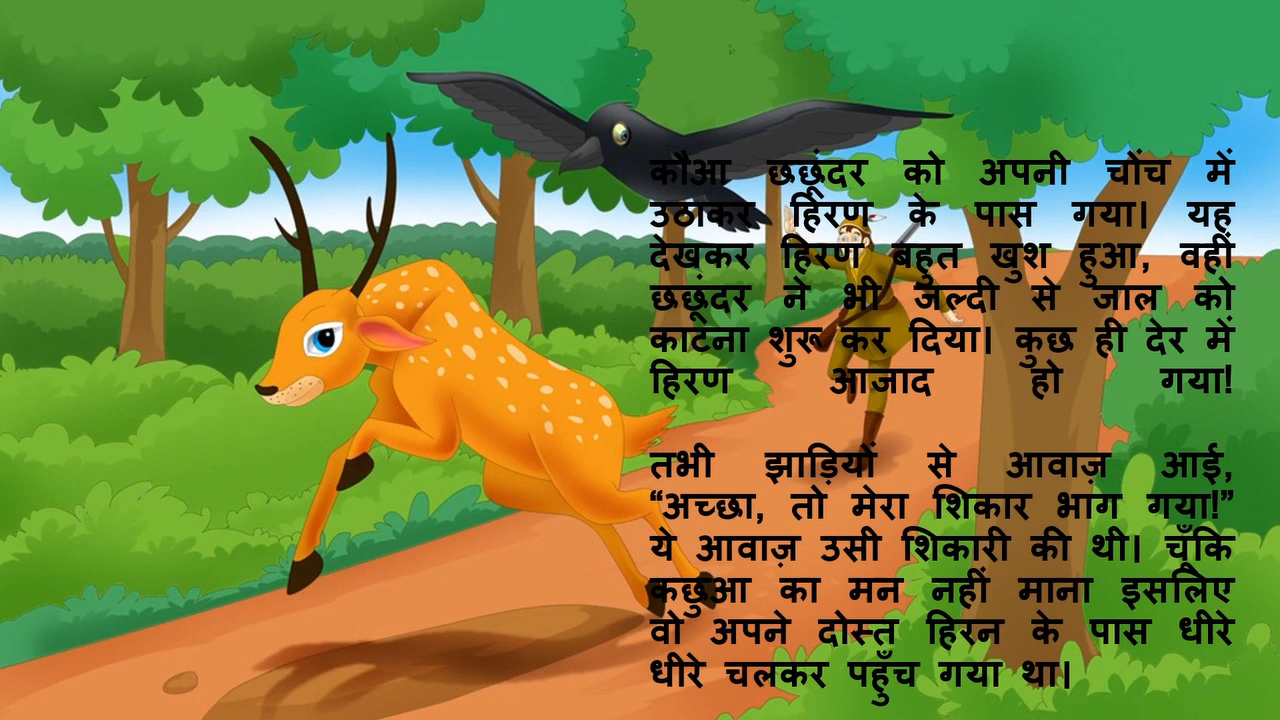 कौआ छछूंदर को अपनी चोंच में
उठाकर हिरण के पास गया। यह
देखकर हिरण बहुत खुश हुआ, वहीं
छछूंदर ने भी जल्दी से जाल को
काटना शुरू कर दिया। कुछ ही देर में
हिरण आजाद हो गया!
तभी झाड़ियों से आवाज़ आई,
“अच्छा, तो मेरा शिकार भाग गया!”
ये आवाज़ उसी शिकारी की थी। चूँकि
कछुआ का मन नहीं माना इसलिए
वो अपने दोस्त हिरन के पास धीरे
धीरे चलकर पहुँच गया था।